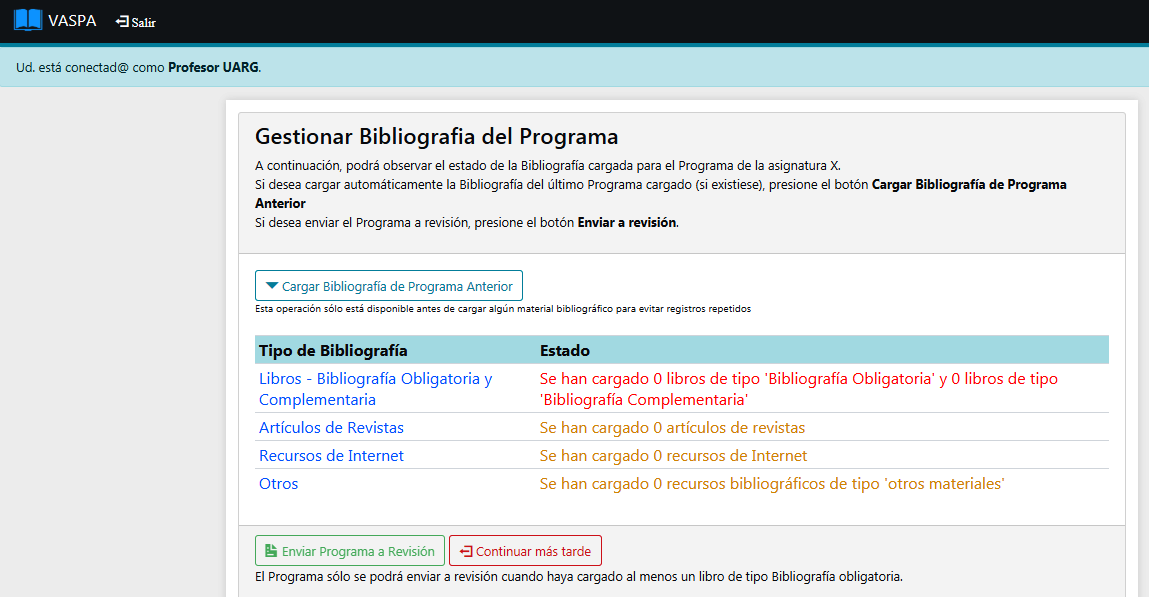 VASPA Salir
Ud. está conectad@ como Profesor UARG.
Gestionar Bibliografia del Programa
A continuación, podrá observar el estado de la Bibliografía cargada para el Programa de la asignatura X.
Si desea cargar automáticamente la Bibliografía del último Programa cargado (si existiese), presione el botón Cargar Bibliografía de Programa
Anterior
Si desea enviar el Programa a revisión, presione el botón Enviar a revisión.
Cargar Bibliografía de Programa Anterior
Esta operación sólo está disponible antes de cargar algún material bibliográfico para evitar registros repetidos
Tipo de Bibliografía Estado
Libros - Bibliografía Obligatoria y Se han cargado 0 libros de tipo 'Bibliografía Obligatoria' y 0 libros de tipo
Complementaria 'Bibliografía Complementaria'
Artículos de Revistas Se han cargado 0 artículos de revistas
Recursos de Internet Se han cargado 0 recursos de Internet
Otros Se han cargado 0 recursos bibliográficos de tipo 'otros materiales'
Enviar Programa a Revisión Continuar más tarde
El Programa sólo se podrá enviar a revisión cuando haya cargado al menos un libro de tipo Bibliografía obligatoria.